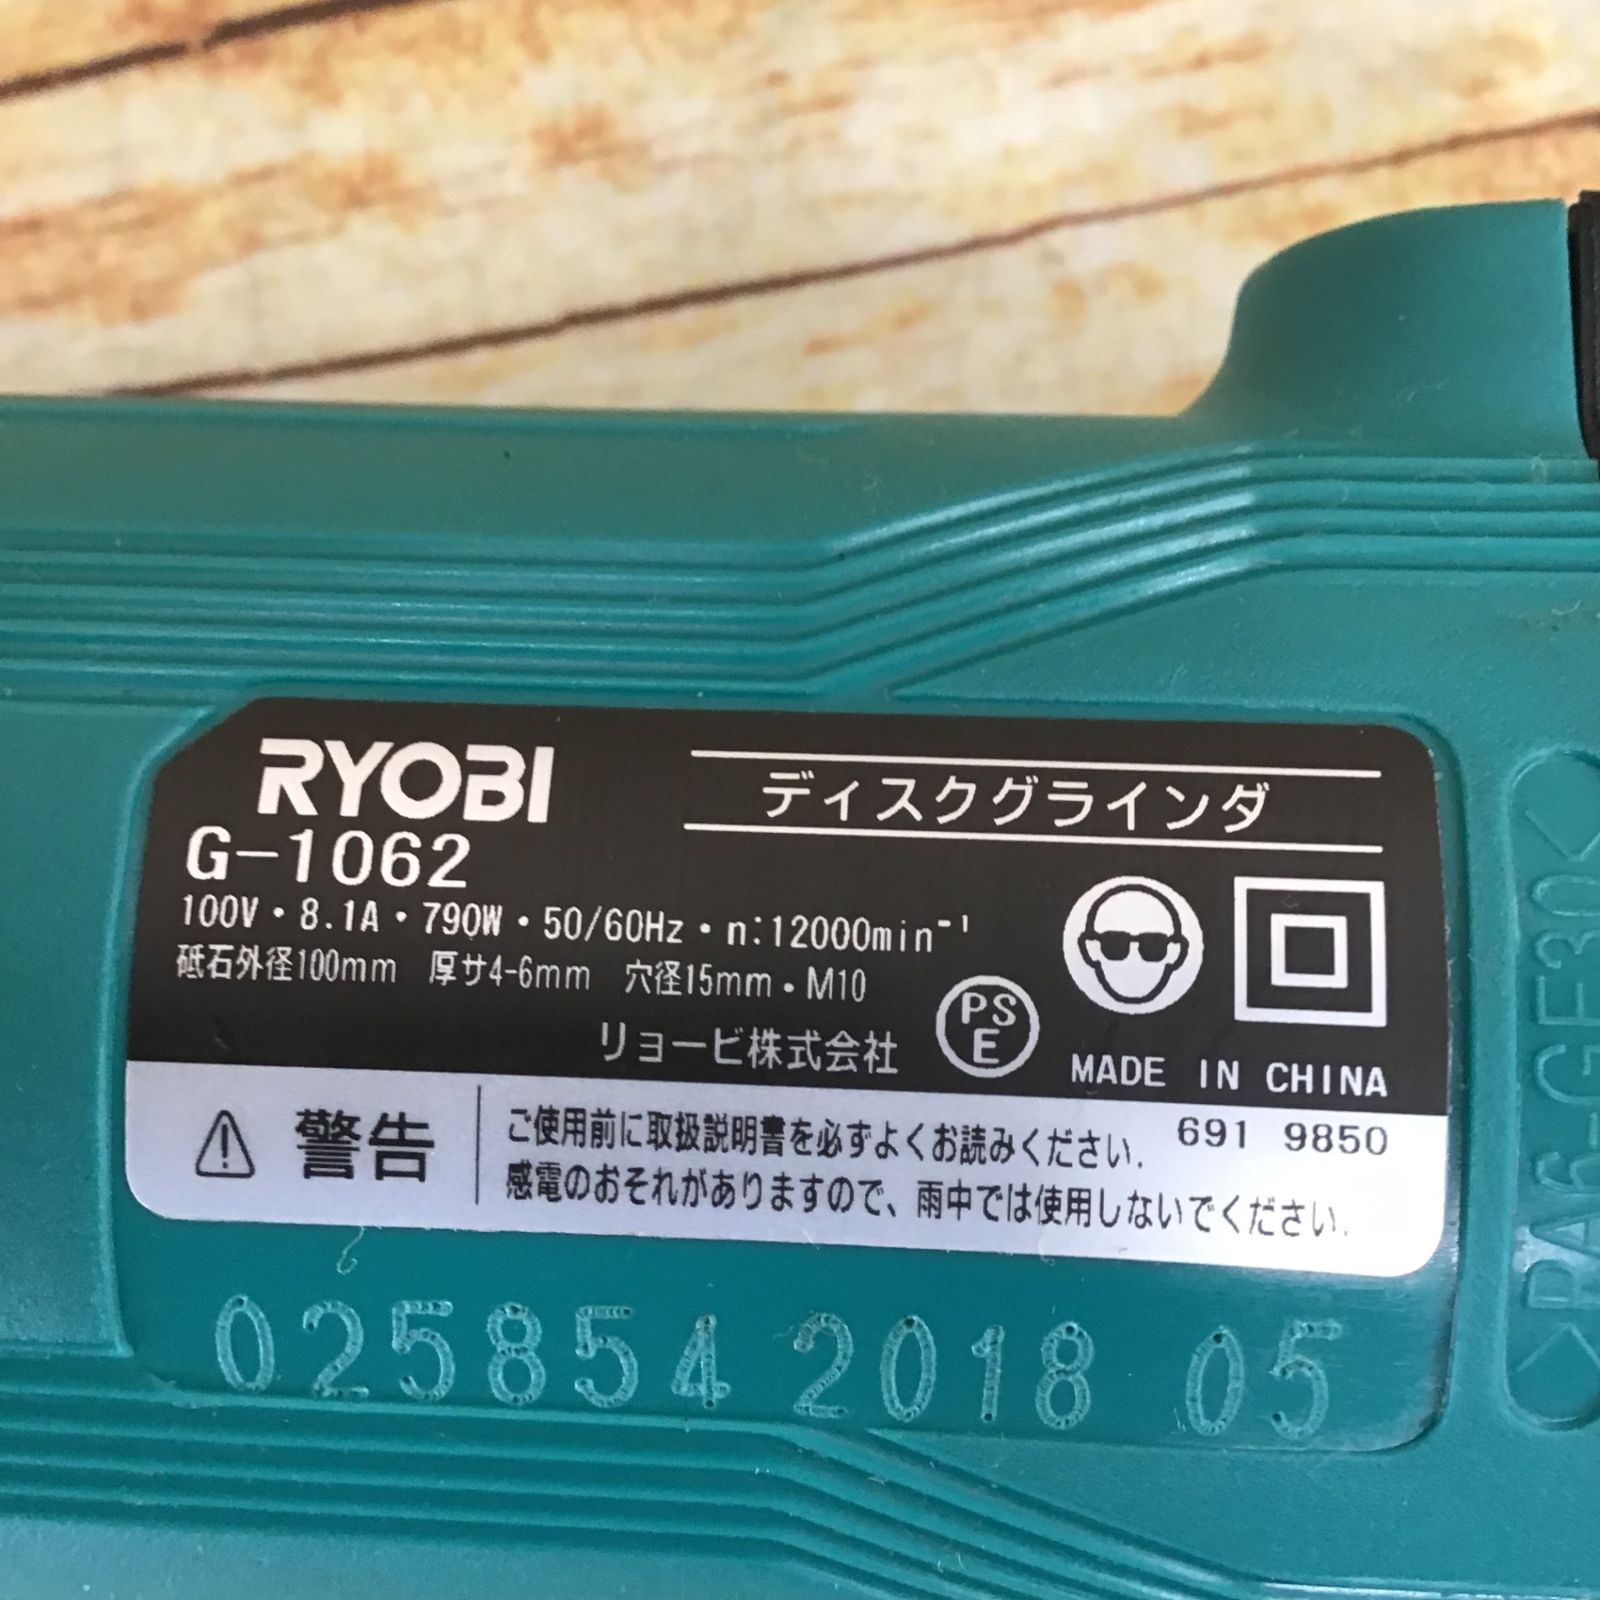 RYOBI
ディスクグラインダ
G-1062
100V・8.1A・790W・50/60Hz・n:12000min⁻¹
砥石外径100mm 厚サ4-6mm 穴径15mm・M10
リョービ株式会社
PS
E
MADE IN CHINA
警告
ご使用前に取扱説明書を必ずよくお読みください.
691 9850
感電のおそれがありますので、雨中では使用しないでください.
025854 2018 05
>PA6-GF30<